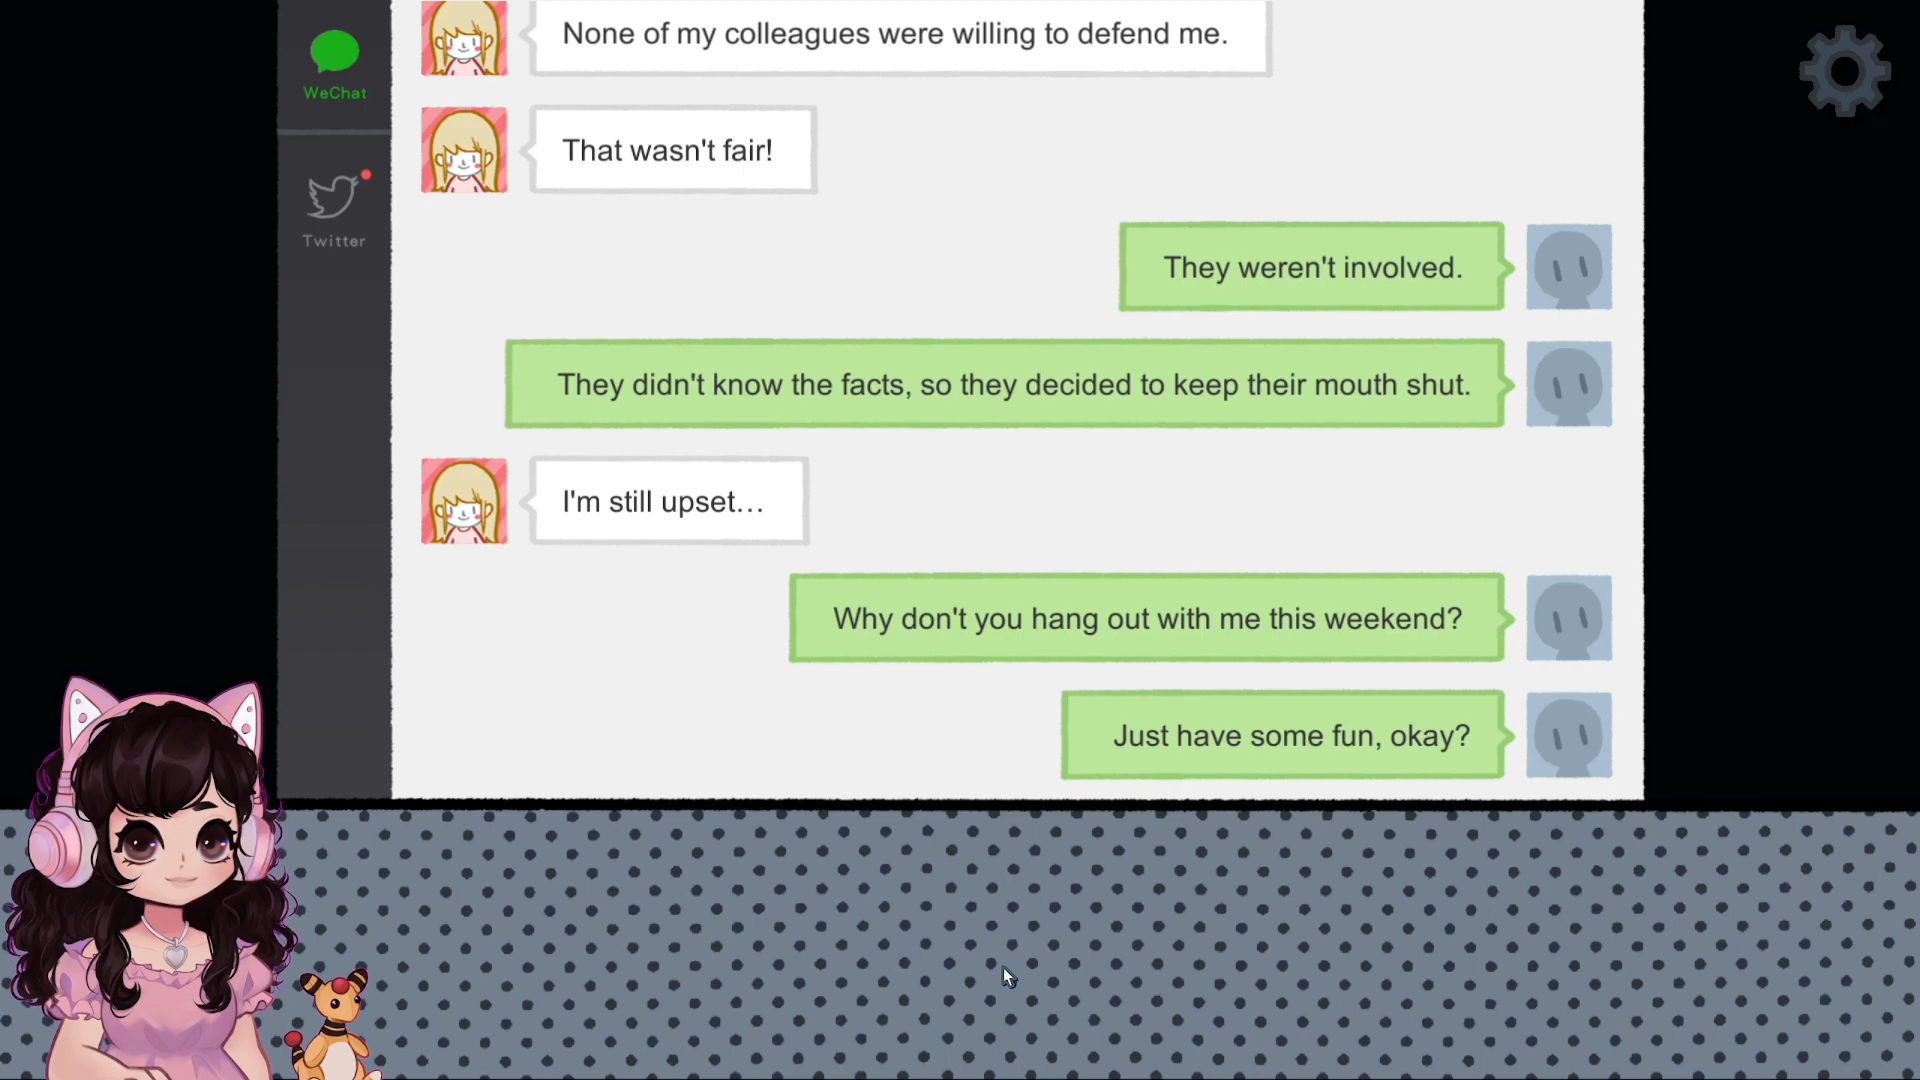 None of my colleagues were willing to defend me.
WeChat
That wasn't fair!
Twitter
They weren't involved.
They didn't know the facts, so they decided to keep their mouth shut.
I'm still upset…
Why don't you hang out with me this weekend?
Just have some fun, okay?